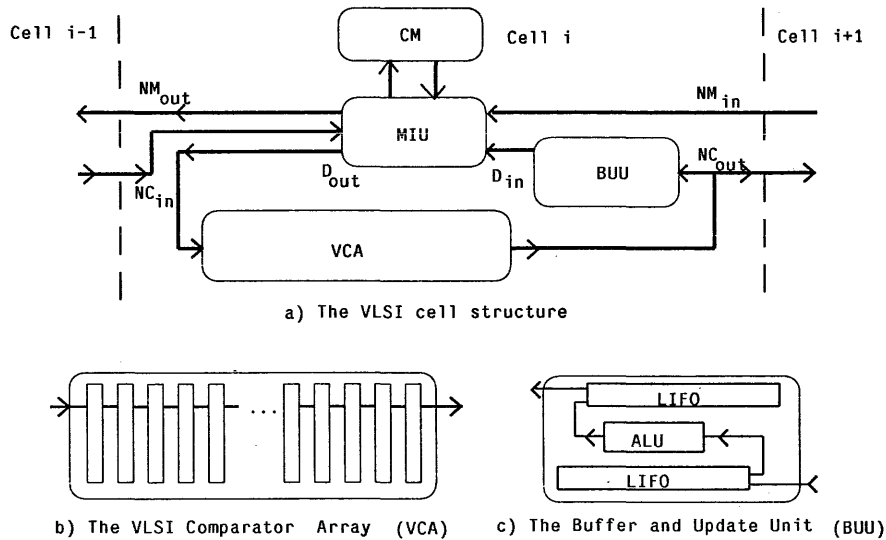 Cell i-1
CM
Cell i
Cell i+1
NMout
NMin
MIU
NCin
Dout
Din
BUU
NCout
VCA
a) The VLSI cell structure
...
LIFO
ALU
LIFO
b) The VLSI Comparator Array (VCA)
c) The Buffer and Update Unit (BUU)